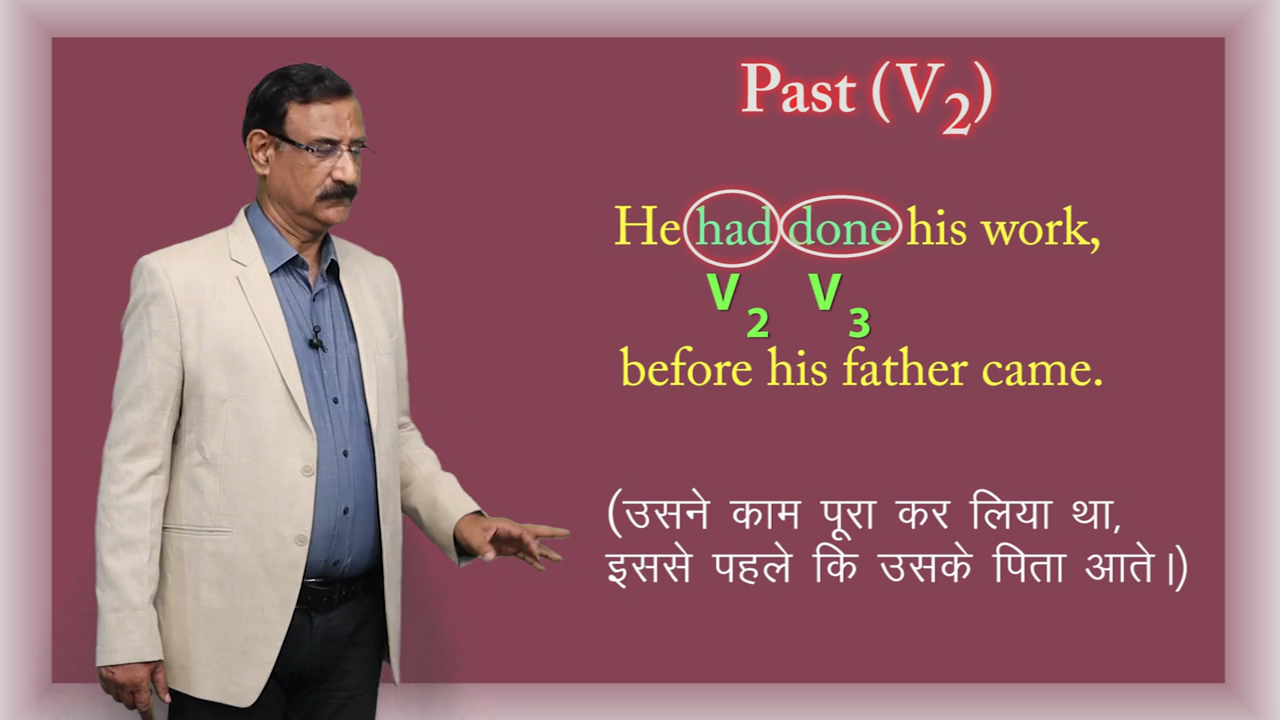 Past (V2)
He had done his work,
V2 V3
before his father came.
(उसने काम पूरा कर लिया था,
इससे पहले कि उसके पिता आते।)